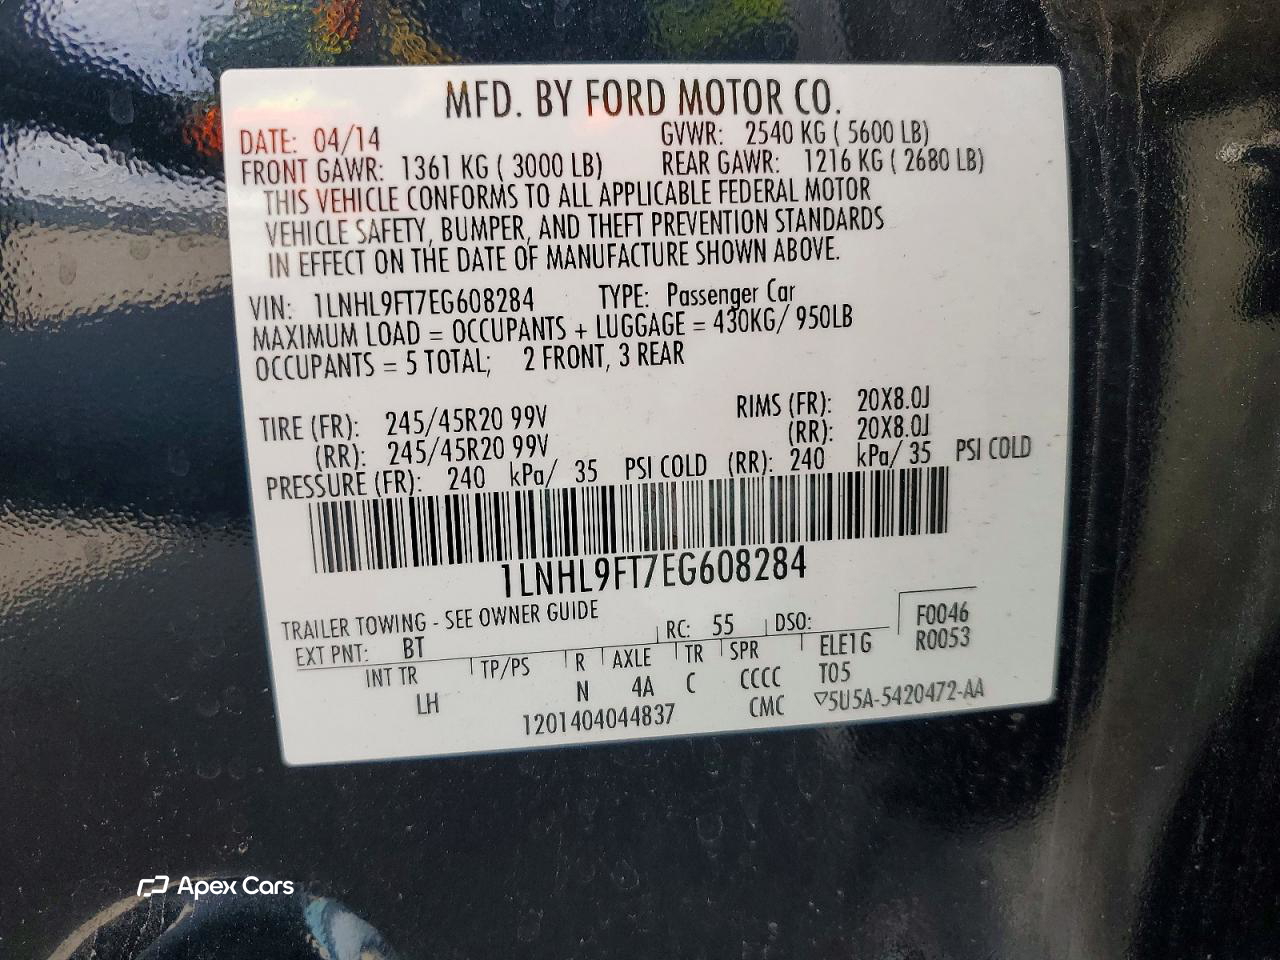 MFD. BY FORD MOTOR CO.
DATE: 04/14 GVWR: 2540 KG ( 5600 LB)
FRONT GAWR: 1361 KG ( 3000 LB) REAR GAWR: 1216 KG ( 2680 LB)
THIS VEHICLE CONFORMS TO ALL APPLICABLE FEDERAL MOTOR
VEHICLE SAFETY, BUMPER, AND THEFT PREVENTION STANDARDS
IN EFFECT ON THE DATE OF MANUFACTURE SHOWN ABOVE.
VIN: 1LNHL9FT7EG608284 TYPE: Passenger Car
MAXIMUM LOAD = OCCUPANTS + LUGGAGE = 430KG/ 950LB
OCCUPANTS = 5 TOTAL; 2 FRONT, 3 REAR
TIRE (FR): 245/45R20 99V RIMS (FR): 20X8.0J
(RR): 245/45R20 99V (RR): 20X8.0J
PRESSURE (FR): 240 kPa/ 35 PSI COLD (RR): 240 kPa/ 35 PSI COLD
1LNHL9FT7EG608284
TRAILER TOWING - SEE OWNER GUIDE
EXT PNT: BT RC: 55 DSO: F0046
R0053
INT TR TP/PS R AXLE TR SPR ELE1G
LH N 4A C CCCC T05
1201404044837 CMC ▽5U5A-5420472-AA
Apex Cars